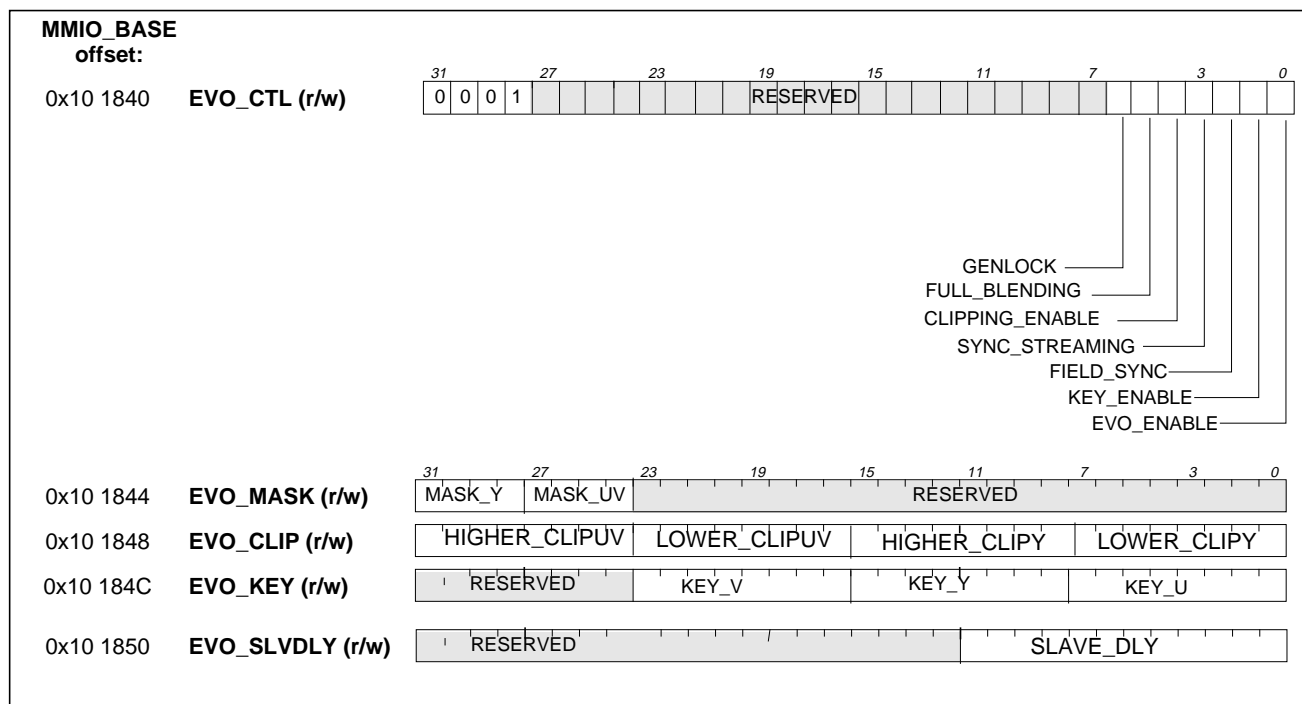 MMIO_BASE
offset:
31 27 23 19 15 11 7 3 0
0x10 1840 EVO_CTL (r/w) 0 0 0 1 RESERVED
GENLOCK
FULL_BLENDING
CLIPPING_ENABLE
SYNC_STREAMING
FIELD_SYNC
KEY_ENABLE
EVO_ENABLE
31 27 23 19 15 11 7 3 0
0x10 1844 EVO_MASK (r/w) MASK_Y MASK_UV RESERVED
0x10 1848 EVO_CLIP (r/w) HIGHER_CLIPUV LOWER_CLIPUV HIGHER_CLIPY LOWER_CLIPY
0x10 184C EVO_KEY (r/w) RESERVED KEY_V KEY_Y KEY_U
0x10 1850 EVO_SLVDLY (r/w) RESERVED SLAVE_DLY